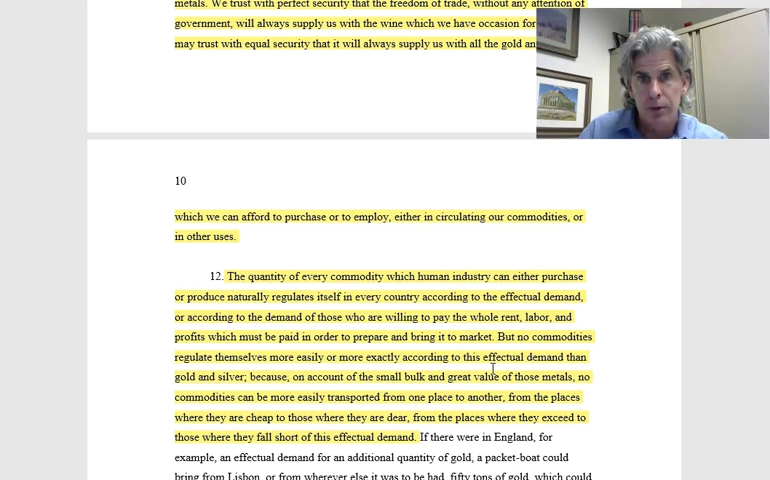 metals. We trust with perfect security that the freedom of trade, without any attention of
government, will always supply us with the wine which we have occasion for
may trust with equal security that it will always supply us with all the gold an
10
which we can afford to purchase or to employ, either in circulating our commodities, or
in other uses.
12. The quantity of every commodity which human industry can either purchase
or produce naturally regulates itself in every country according to the effectual demand,
or according to the demand of those who are willing to pay the whole rent, labor, and
profits which must be paid in order to prepare and bring it to market. But no commodities
regulate themselves more easily or more exactly according to this effectual demand than
gold and silver; because, on account of the small bulk and great value of those metals, no
commodities can be more easily transported from one place to another, from the places
where they are cheap to those where they are dear, from the places where they exceed to
those where they fall short of this effectual demand. If there were in England, for
example, an effectual demand for an additional quantity of gold, a packet-boat could
bring from Lisbon, or from wherever else it was to be had, fifty tons of gold, which could